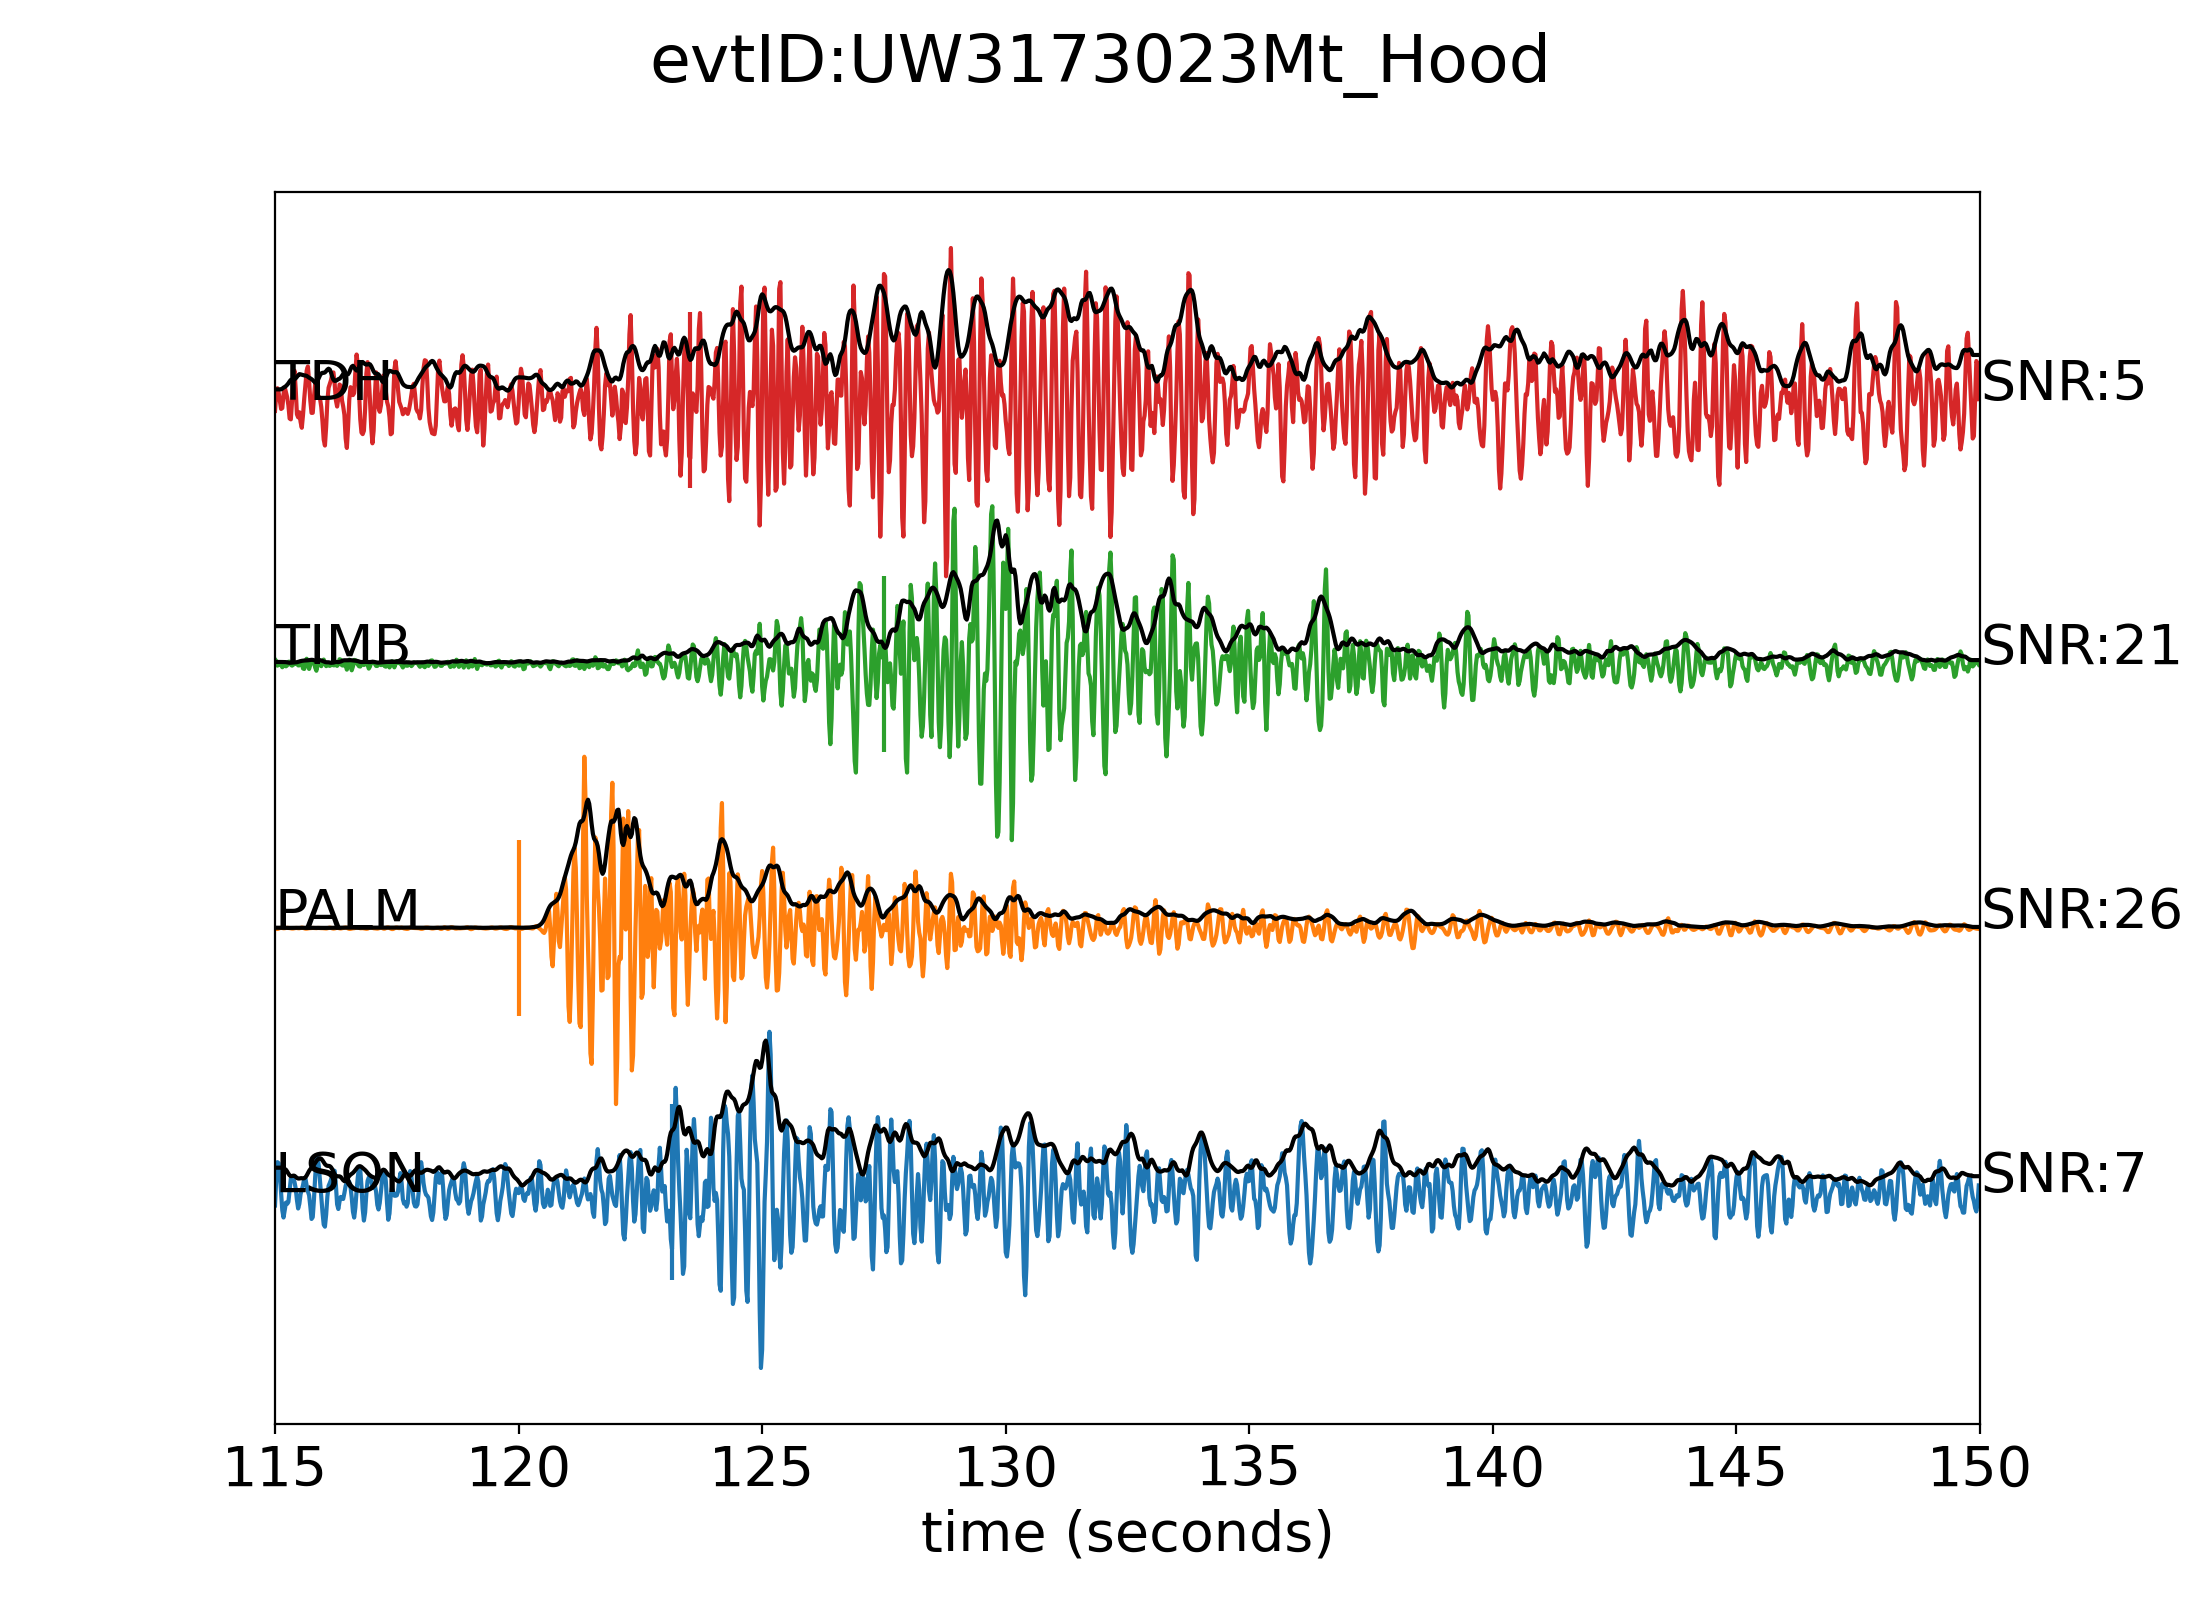 evtID:UW3173023Mt_Hood
TDH SNR:5
TIMB SNR:21
PALM SNR:26
LSON SNR:7
115 120 125 130 135 140 145 150
time (seconds)